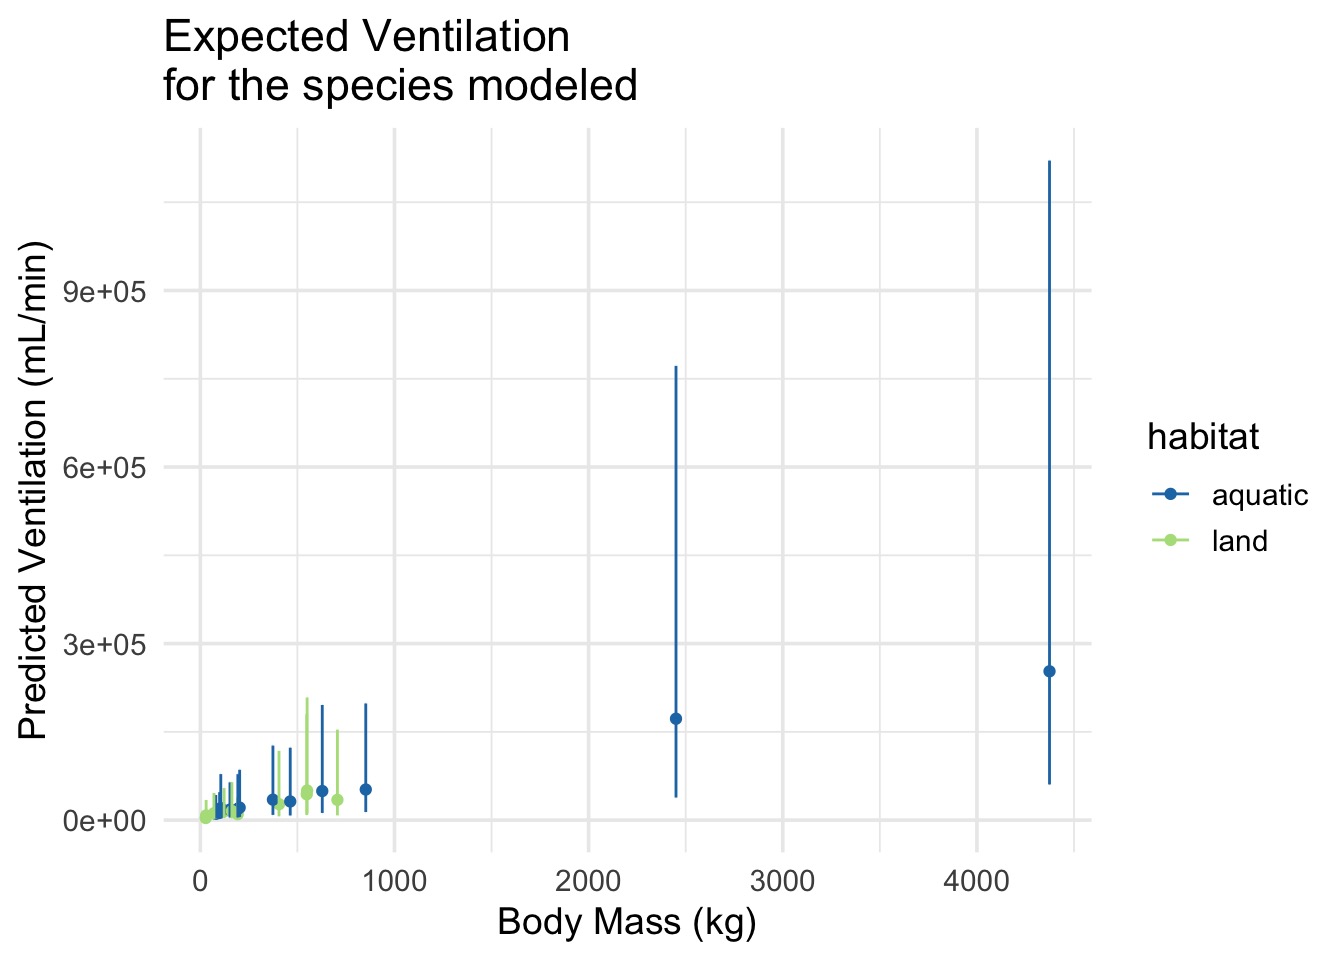 Expected Ventilation
for the species modeled
Predicted Ventilation (mL/min)
9e+05
6e+05
3e+05
0e+00
0
1000
2000
3000
4000
Body Mass (kg)
habitat
aquatic
land